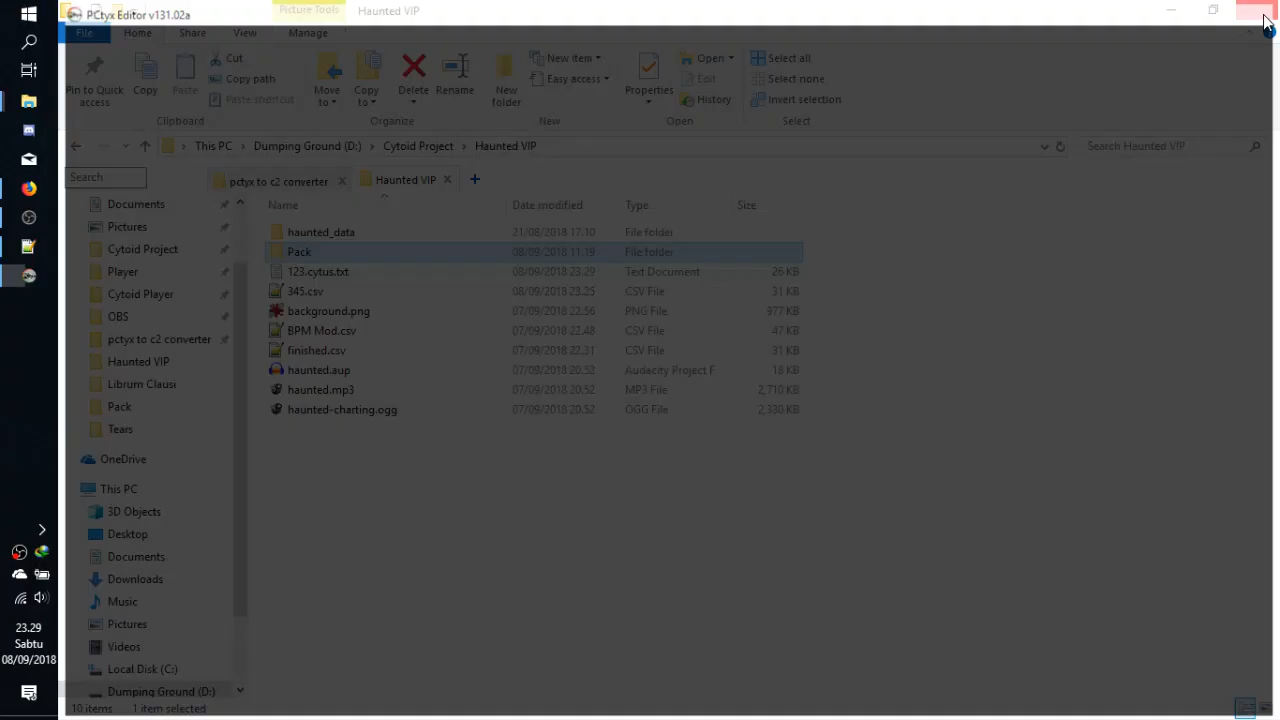 PCtyx Editor v131.02a
Picture Tools
Haunted VIP
File
Home
Share
View
Manage
Pin to Quick access
Copy
Paste
Cut
Copy path
Paste shortcut
Clipboard
Move to
Copy to
Delete
Rename
Organize
New folder
New item
Easy access
New
Properties
Open
Edit
History
Open
Select all
Select none
Invert selection
Select
This PC
Dumping Ground (D:)
Cytoid Project
Haunted VIP
Search Haunted VIP
Search
pctyx to c2 converter
Haunted VIP
Name
Date modified
Type
Size
haunted_data 21/08/2018 17.10 File folder
Pack 08/09/2018 11.19 File folder
123.cytus.txt 08/09/2018 23.29 Text Document 26 KB
345.csv 08/09/2018 23.25 CSV File 31 KB
background.png 07/09/2018 22.56 PNG File 977 KB
BPM Mod.csv 07/09/2018 22.48 CSV File 47 KB
finished.csv 07/09/2018 22.31 CSV File 31 KB
haunted.aup 07/09/2018 20.52 Audacity Project F 18 KB
haunted.mp3 07/09/2018 20.52 MP3 File 2,710 KB
haunted-charting.ogg 07/09/2018 20.52 OGG File 2,330 KB
Documents
Pictures
Cytoid Project
Player
Cytoid Player
OBS
pctyx to c2 converter
Haunted VIP
Librum Clausi
Pack
Tears
OneDrive
This PC
3D Objects
Desktop
Documents
Downloads
Music
Pictures
Videos
Local Disk (C:)
Dumping Ground (D:)
10 items
1 item selected
23.29
Sabtu
08/09/2018